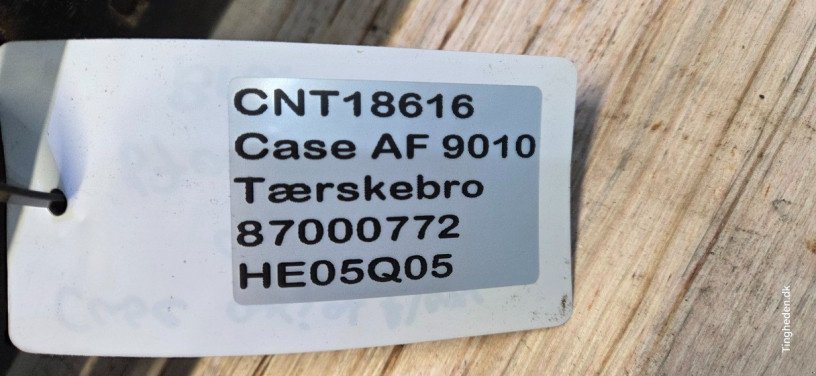 CNT18616
Case AF 9010
Tærskebro
87000772
HE05Q05
Tingheden.dk